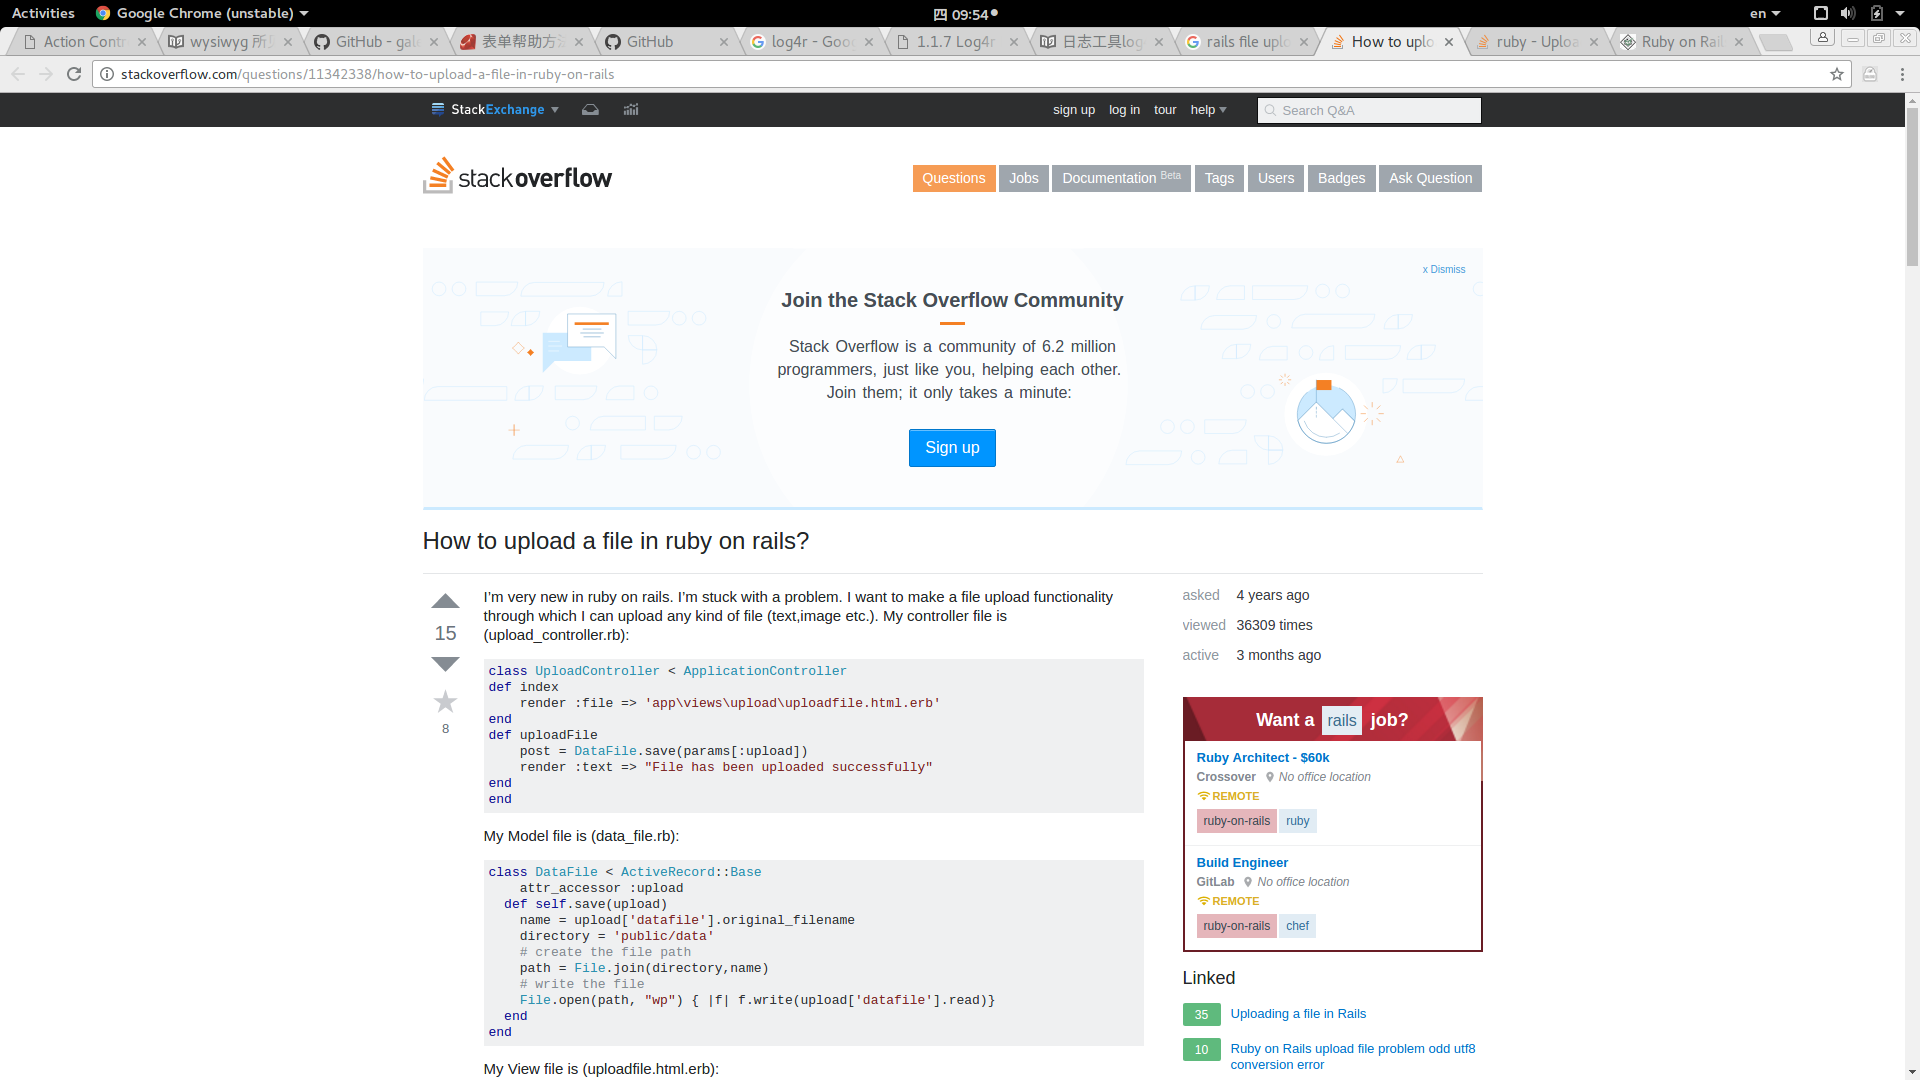 Activities Google Chrome (unstable) 四 09:54 en
Action Contr wysiwyg 所 GitHub - gale 表单帮助方 GitHub log4r - Goo 1.1.7 Log4r 日志工具log rails file uplo How to uplo ruby - Uploa Ruby on Rail
stackoverflow.com/questions/11342338/how-to-upload-a-file-in-ruby-on-rails
StackExchange sign up log in tour help Search Q&A
stackoverflow Questions Jobs Documentation Beta Tags Users Badges Ask Question
x Dismiss
Join the Stack Overflow Community
Stack Overflow is a community of 6.2 million
programmers, just like you, helping each other.
Join them; it only takes a minute:
Sign up
How to upload a file in ruby on rails?
15
8
I'm very new in ruby on rails. I'm stuck with a problem. I want to make a file upload functionality
through which I can upload any kind of file (text,image etc.). My controller file is
(upload_controller.rb):
class UploadController < ApplicationController
def index
    render :file => 'app\views\upload\uploadfile.html.erb'
end
def uploadFile
    post = DataFile.save(params[:upload])
    render :text => "File has been uploaded successfully"
end
end
My Model file is (data_file.rb):
class DataFile < ActiveRecord::Base
    attr_accessor :upload
  def self.save(upload)
    name = upload['datafile'].original_filename
    directory = 'public/data'
    # create the file path
    path = File.join(directory,name)
    # write the file
    File.open(path, "wp") { |f| f.write(upload['datafile'].read)}
  end
end
My View file is (uploadfile.html.erb):
asked 4 years ago
viewed 36309 times
active 3 months ago
Want a rails job?
Ruby Architect - $60k
Crossover No office location
REMOTE
ruby-on-rails ruby
Build Engineer
GitLab No office location
REMOTE
ruby-on-rails chef
Linked
35 Uploading a file in Rails
10 Ruby on Rails upload file problem odd utf8
conversion error